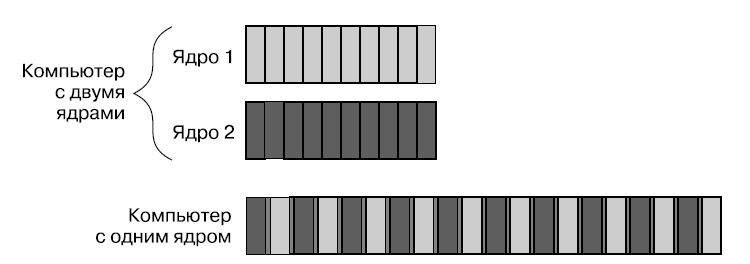 Компьютер
с двумя
ядрами
Ядро 1
Ядро 2
Компьютер
с одним ядром